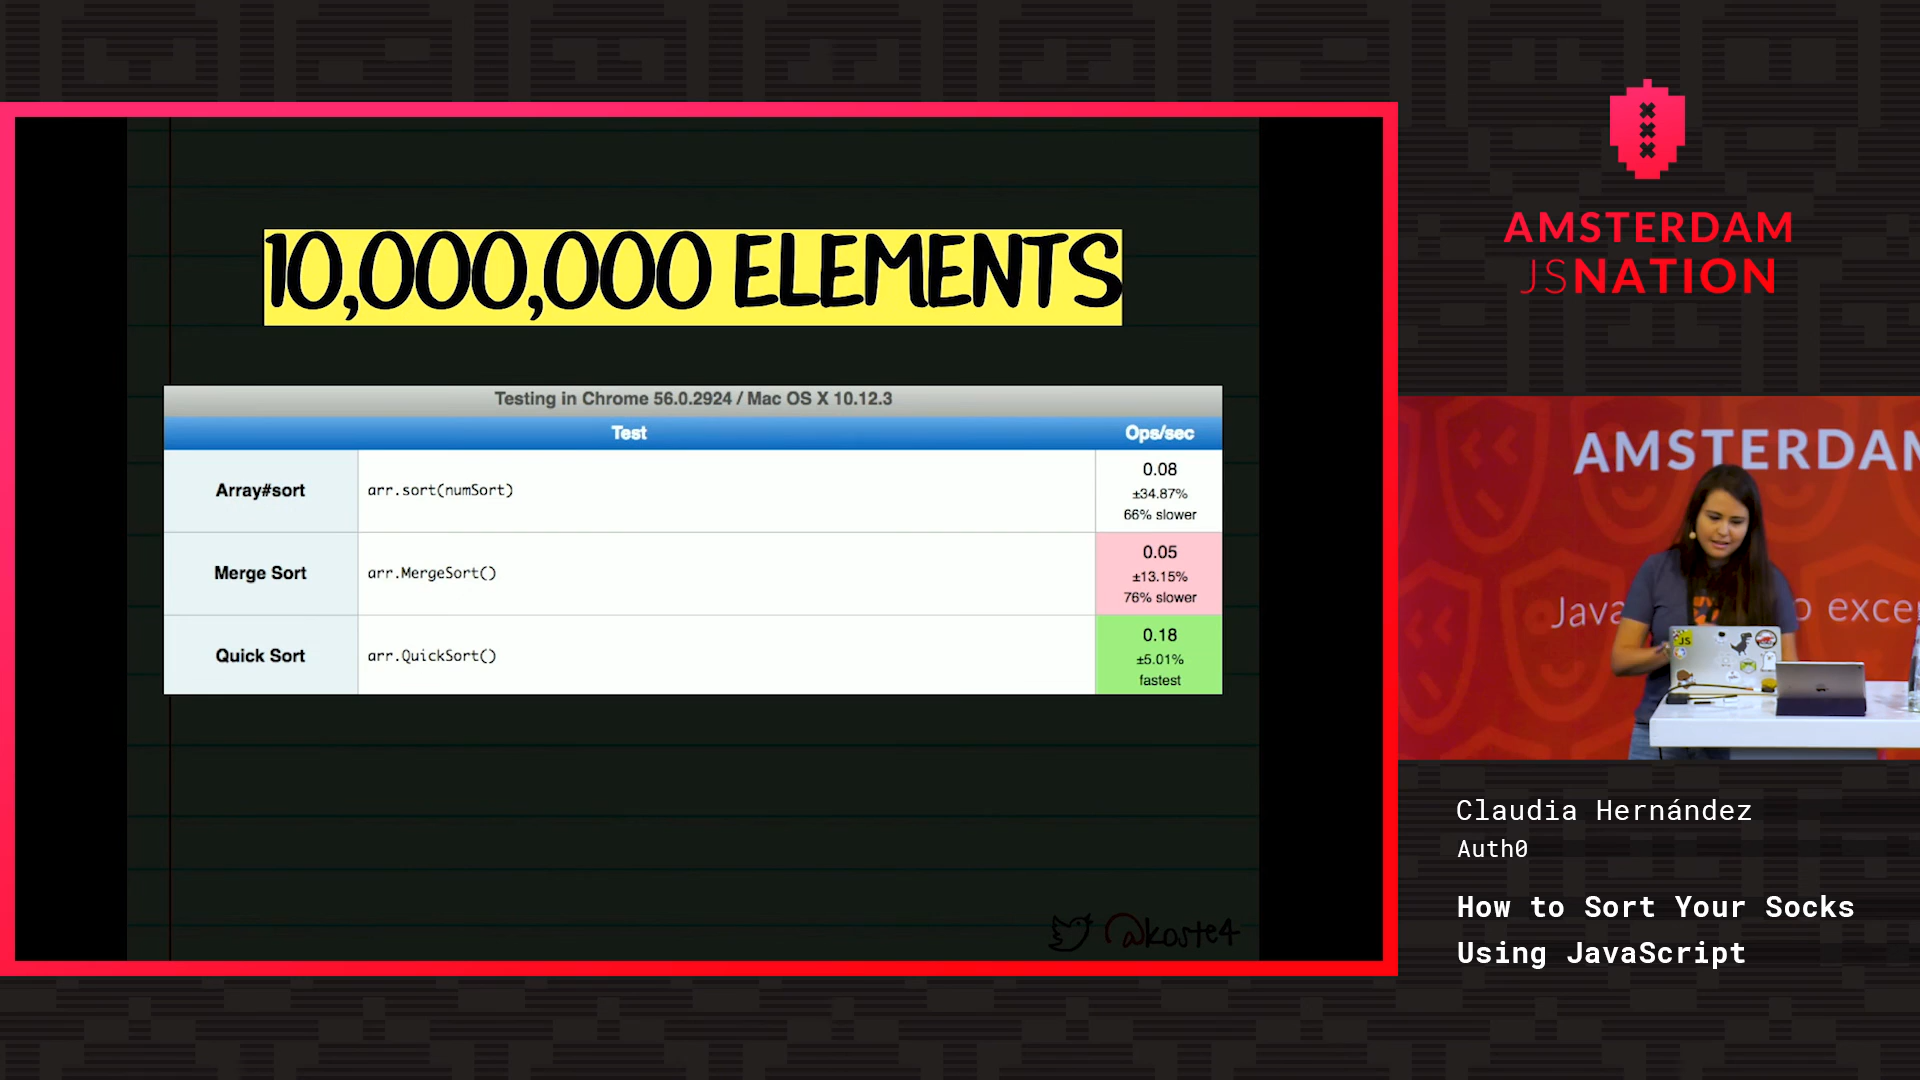 10,000,000 ELEMENTS
Testing in Chrome 56.0.2924 / Mac OS X 10.12.3
Test Ops/sec
Array#sort arr.sort(numSort) 0.08
±34.87%
66% slower
Merge Sort arr.MergeSort() 0.05
±13.15%
76% slower
Quick Sort arr.QuickSort() 0.18
±5.01%
fastest
@koste4
AMSTERDAM
JSNATION
AMSTERDAM
Java
JS
Claudia Hernández
Auth0
How to Sort Your Socks
Using JavaScript